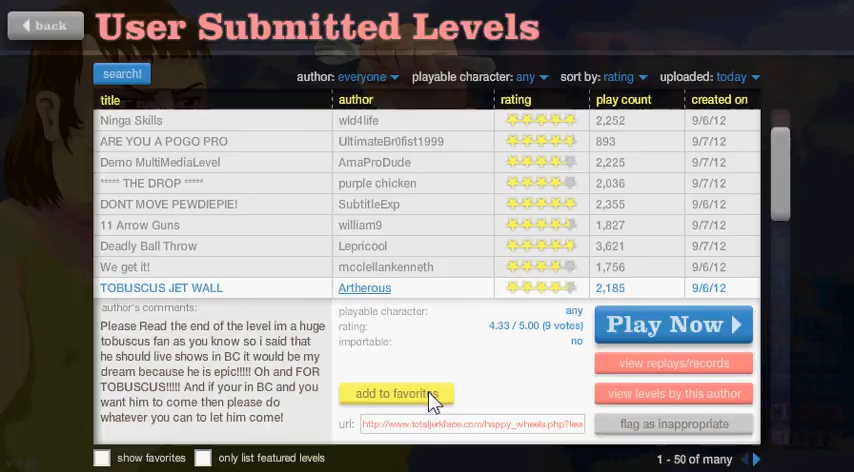 back
User Submitted Levels
search!
author: everyone playable character: any sort by: rating uploaded: today
title author rating play count created on
Ninga Skills wld4life 2,252 9/6/12
ARE YOU A POGO PRO UltimateBr0fist1999 893 9/7/12
Demo MultiMediaLevel AmaProDude 2,225 9/7/12
***** THE DROP ***** purple chicken 2,036 9/7/12
DONT MOVE PEWDIEPIE! SubtitleExp 2,355 9/6/12
11 Arrow Guns william9 1,827 9/7/12
Deadly Ball Throw Lepricool 3,621 9/7/12
We get it! mcclellankenneth 1,756 9/6/12
TOBUSCUS JET WALL Artherous 2,185 9/6/12
author's comments:
Please Read the end of the level im a huge
tobuscus fan as you know so i said that
he should live shows in BC it would be my
dream because he is epic!!!!! Oh and FOR
TOBUSCUS!!!!! And if your in BC and you
want him to come then please do
whatever you can to let him come!
playable character: any
rating: 4.33 / 5.00 (9 votes)
importable: no
add to favorites
url: http://www.totaljerkface.com/happy_wheels.php?leve
Play Now
view replays/records
view levels by this author
flag as inappropriate
show favorites only list featured levels
1 - 50 of many